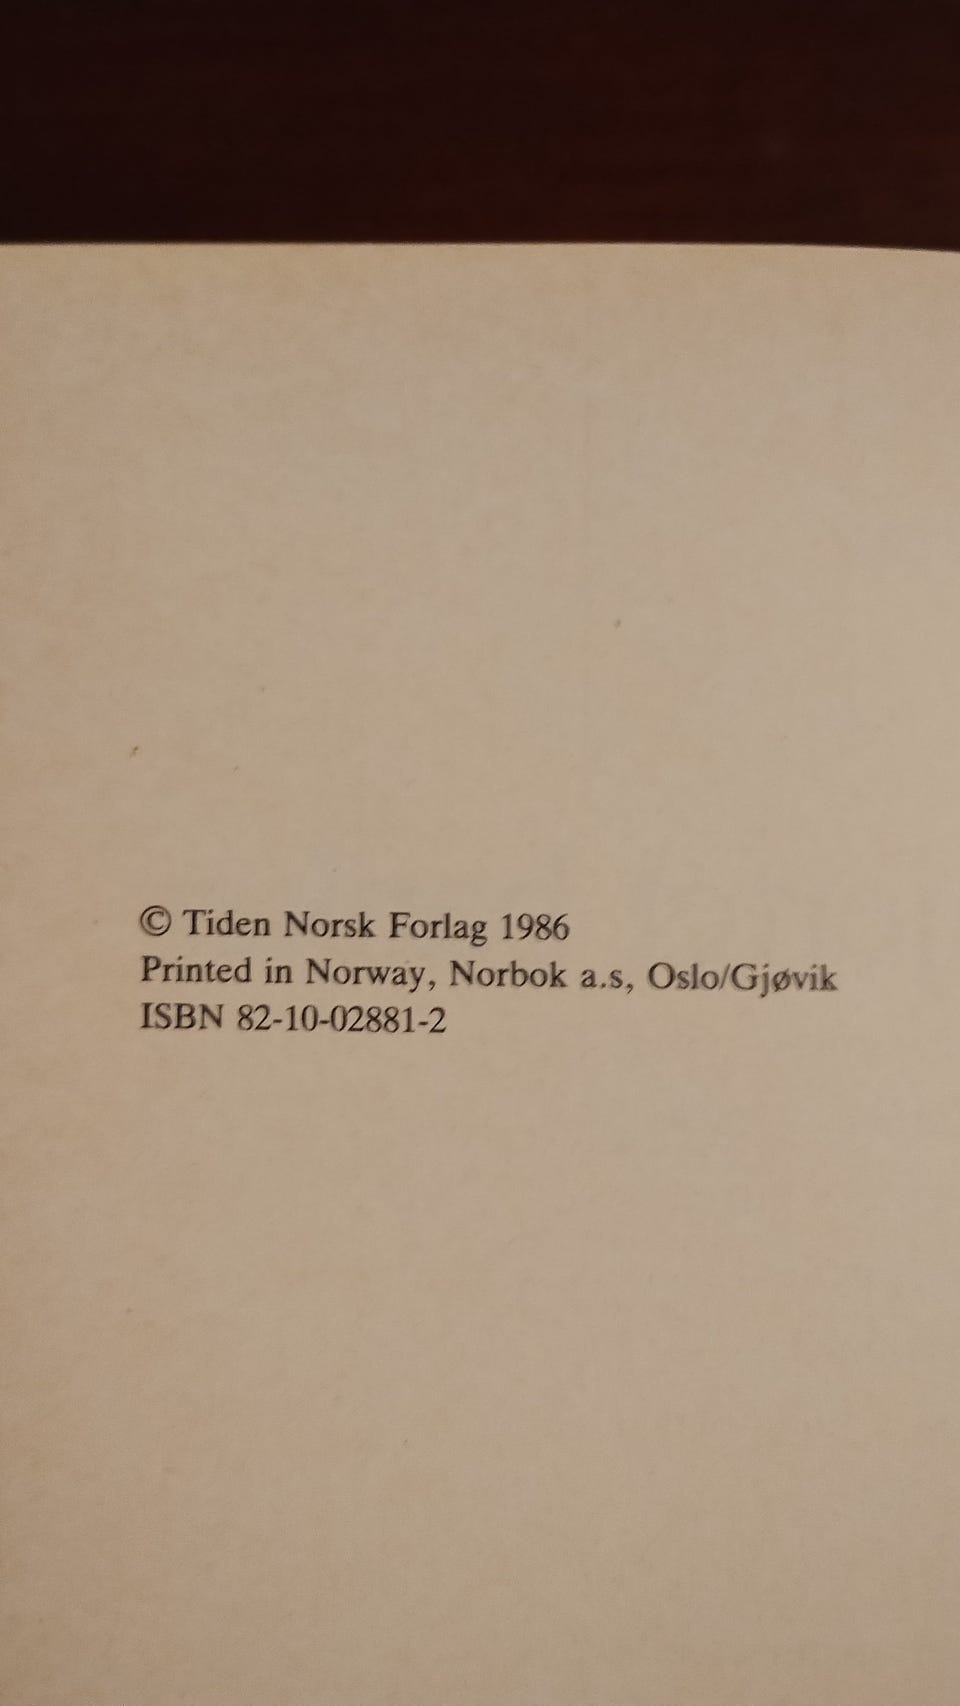 © Tiden Norsk Forlag 1986
Printed in Norway, Norbok a.s, Oslo/Gjøvik
ISBN 82-10-02881-2